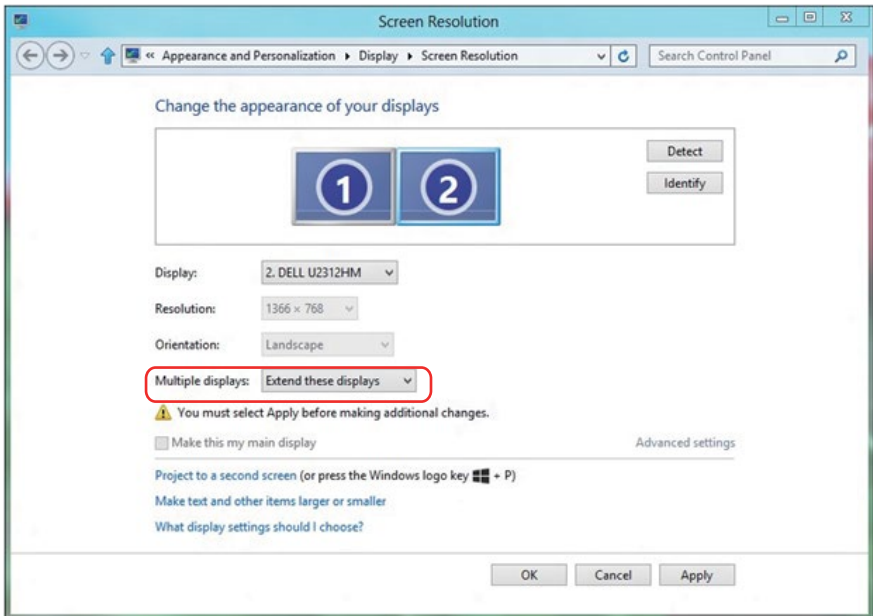 Screen Resolution
« Appearance and Personalization ▸ Display ▸ Screen Resolution
Search Control Panel
Change the appearance of your displays
1 2
Detect
Identify
Display: 2. DELL U2312HM
Resolution: 1366 × 768
Orientation: Landscape
Multiple displays: Extend these displays
You must select Apply before making additional changes.
Make this my main display
Advanced settings
Project to a second screen (or press the Windows logo key + P)
Make text and other items larger or smaller
What display settings should I choose?
OK Cancel Apply